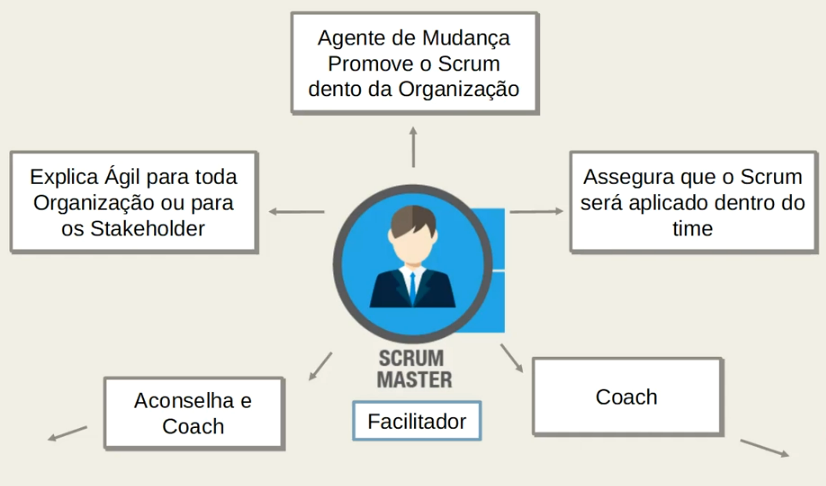 Agente de Mudança
Promove o Scrum
dento da Organização
Explica Ágil para toda
Organização ou para
os Stakeholder
Assegura que o Scrum
será aplicado dentro do
time
SCRUM
MASTER
Facilitador
Aconselha e
Coach
Coach